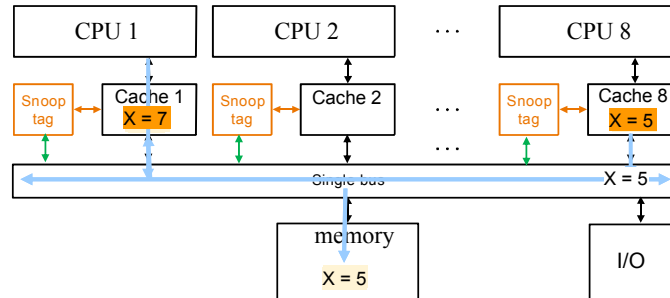 CPU 1
CPU 2
...
CPU 8
Snoop
tag
Cache 1
X = 7
Snoop
tag
Cache 2
...
...
Snoop
tag
Cache 8
X = 5
Single bus
X = 5
memory
X = 5
I/O